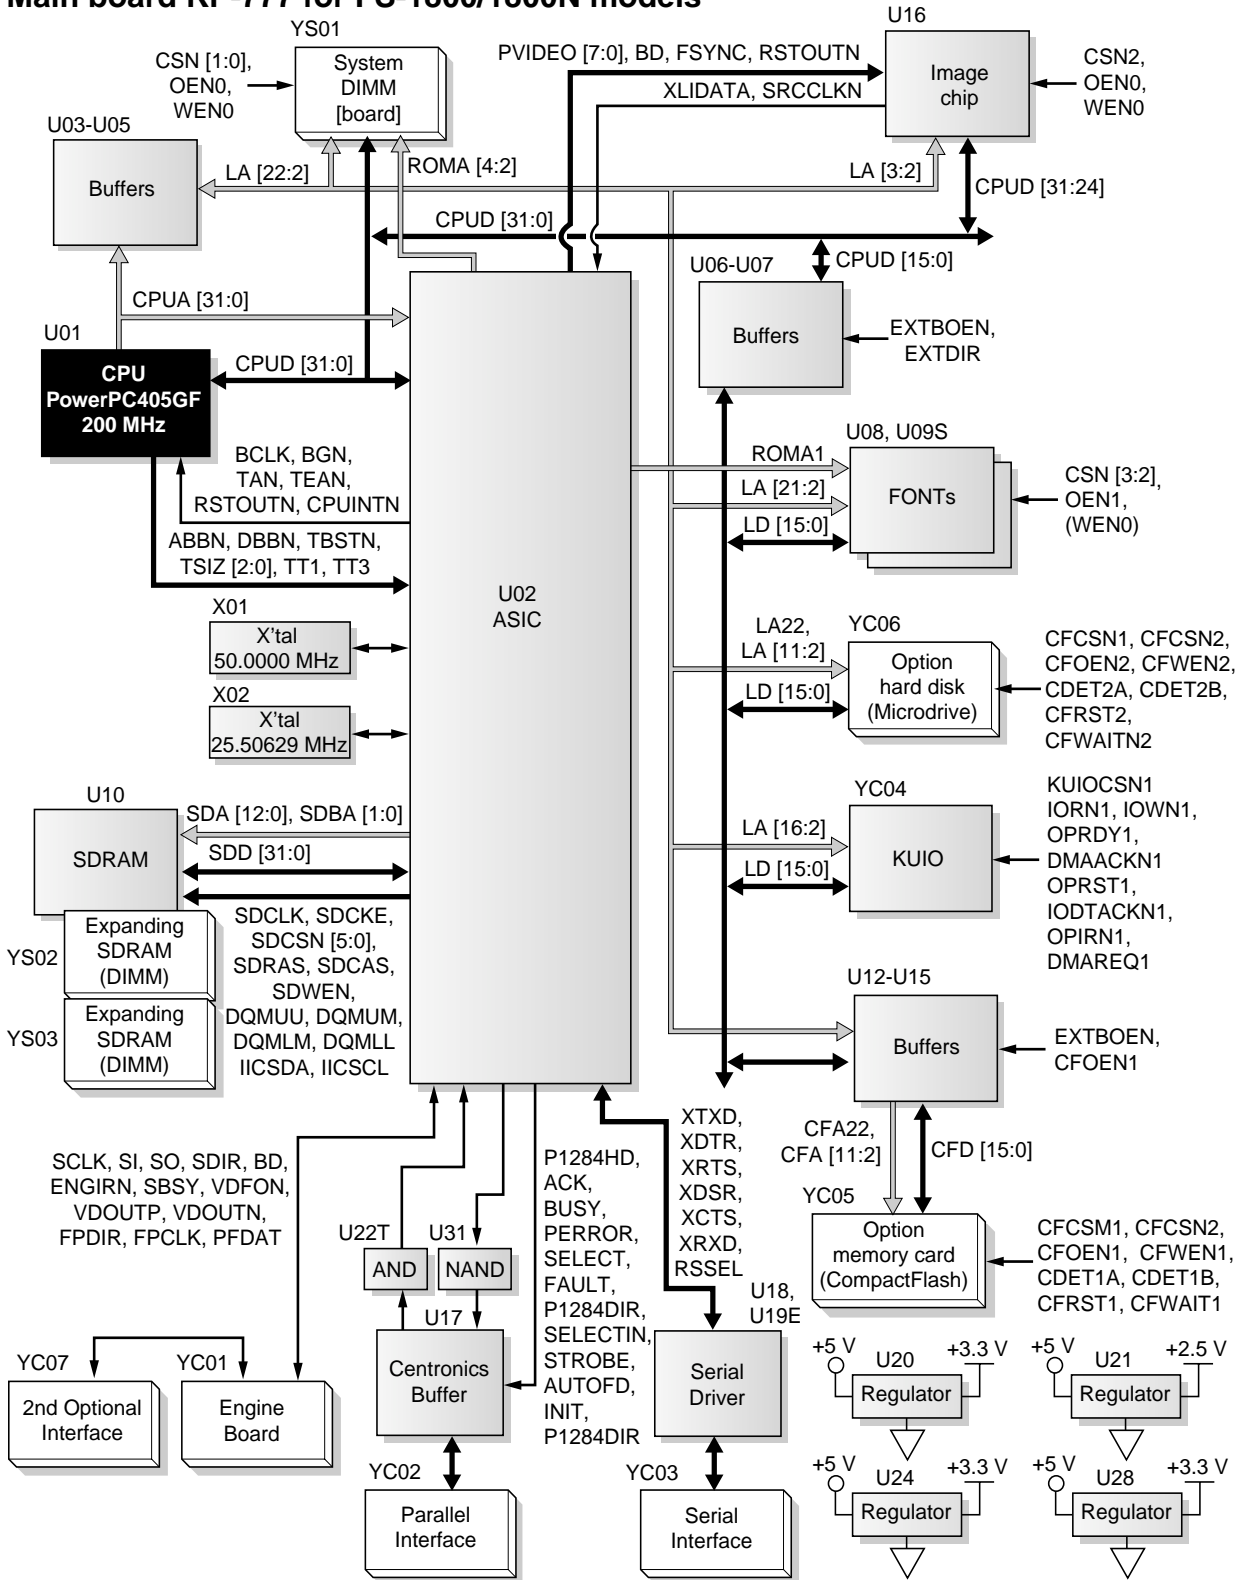 Main board KP-777 for FS-1800/1800N models
YS01
System
DIMM
[board]
CSN [1:0],
OEN0,
WEN0
PVIDEO [7:0], BD, FSYNC, RSTOUTN
XLIDATA, SRCCLKN
U16
Image
chip
CSN2,
OEN0,
WEN0
U03-U05
Buffers
LA [22:2]
ROMA [4:2]
LA [3:2]
CPUD [31:24]
CPUD [31:0]
CPUD [15:0]
U06-U07
Buffers
EXTBOEN,
EXTDIR
CPUA [31:0]
U01
CPU
PowerPC405GF
200 MHz
CPUD [31:0]
BCLK, BGN,
TAN, TEAN,
RSTOUTN, CPUINTN
ABBN, DBBN, TBSTN,
TSIZ [2:0], TT1, TT3
U02
ASIC
U08, U09S
ROMA1
LA [21:2]
LD [15:0]
FONTs
CSN [3:2],
OEN1,
(WEN0)
X01
X'tal
50.0000 MHz
X02
X'tal
25.50629 MHz
YC06
LA22,
LA [11:2]
LD [15:0]
Option
hard disk
(Microdrive)
CFCSN1, CFCSN2,
CFOEN2, CFWEN2,
CDET2A, CDET2B,
CFRST2,
CFWAITN2
U10
SDRAM
SDA [12:0], SDBA [1:0]
SDD [31:0]
YC04
LA [16:2]
LD [15:0]
KUIO
KUIOCSN1
IORN1, IOWN1,
OPRDY1,
DMAACKN1
OPRST1,
IODTACKN1,
OPIRN1,
DMAREQ1
YS02
Expanding
SDRAM
(DIMM)
YS03
Expanding
SDRAM
(DIMM)
SDCLK, SDCKE,
SDCSN [5:0],
SDRAS, SDCAS,
SDWEN,
DQMUU, DQMUM,
DQMLM, DQMLL
IICSDA, IICSCL
U12-U15
Buffers
EXTBOEN,
CFOEN1
CFA22,
CFA [11:2]
CFD [15:0]
YC05
Option
memory card
(CompactFlash)
CFCSM1, CFCSN2,
CFOEN1, CFWEN1,
CDET1A, CDET1B,
CFRST1, CFWAIT1
SCLK, SI, SO, SDIR, BD,
ENGIRN, SBSY, VDFON,
VDOUTP, VDOUTN,
FPDIR, FPCLK, PFDAT
U22T
AND
U31
NAND
U17
Centronics
Buffer
P1284HD,
ACK,
BUSY,
PERROR,
SELECT,
FAULT,
P1284DIR,
SELECTIN,
STROBE,
AUTOFD,
INIT,
P1284DIR
XTXD,
XDTR,
XRTS,
XDSR,
XCTS,
XRXD,
RSSEL
U18,
U19E
Serial
Driver
YC07
2nd Optional
Interface
YC01
Engine
Board
YC02
Parallel
Interface
YC03
Serial
Interface
+5 V
U20
+3.3 V
Regulator
+5 V
U21
+2.5 V
Regulator
+5 V
U24
+3.3 V
Regulator
+5 V
U28
+3.3 V
Regulator